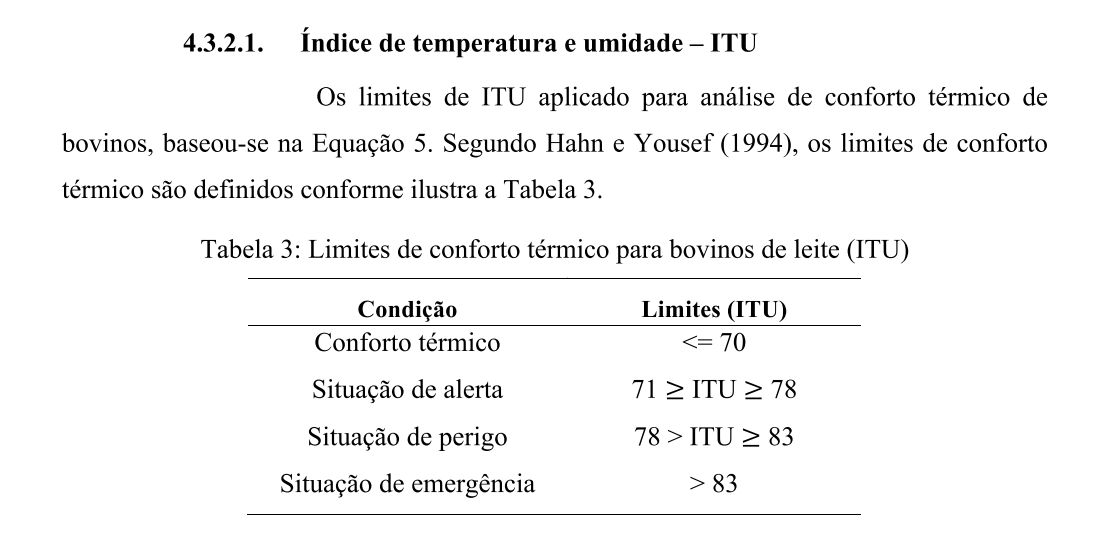 4.3.2.1. Índice de temperatura e umidade – ITU
Os limites de ITU aplicado para análise de conforto térmico de
bovinos, baseou-se na Equação 5. Segundo Hahn e Yousef (1994), os limites de conforto
térmico são definidos conforme ilustra a Tabela 3.
Tabela 3: Limites de conforto térmico para bovinos de leite (ITU)
Condição Limites (ITU)
Conforto térmico <= 70
Situação de alerta 71 ≥ ITU ≥ 78
Situação de perigo 78 > ITU ≥ 83
Situação de emergência > 83